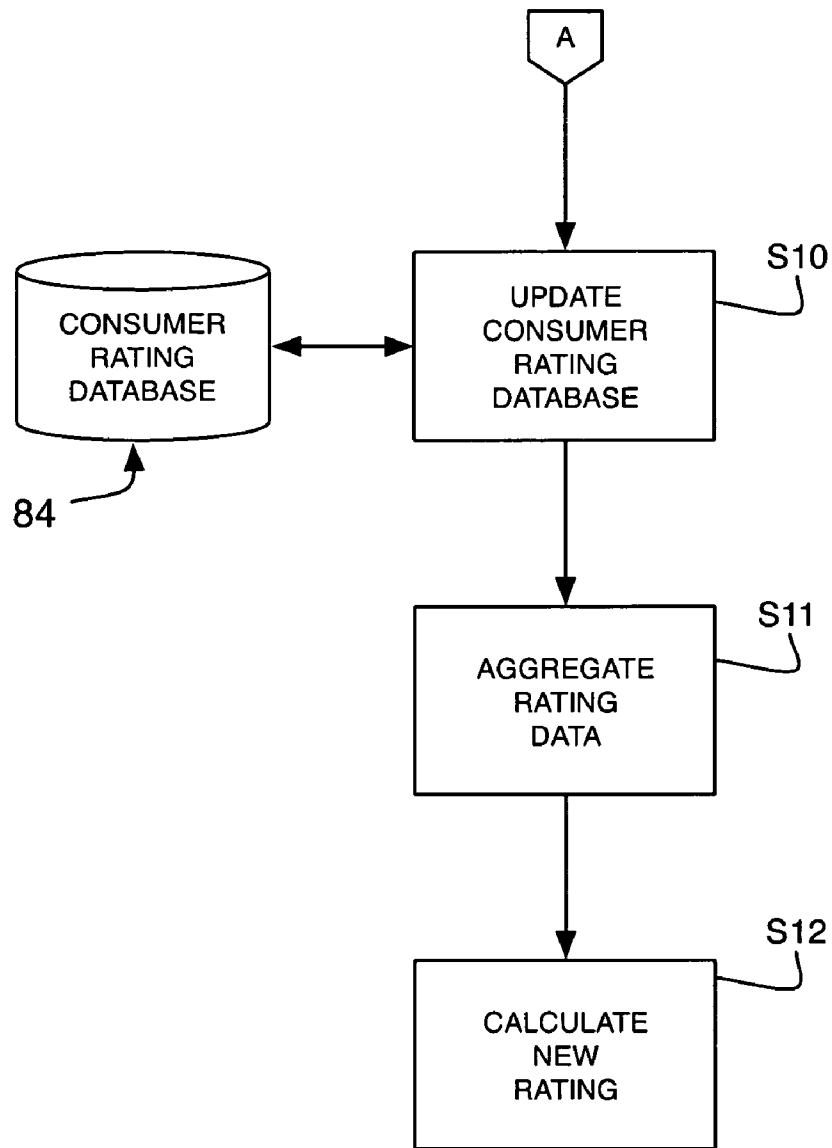 A
S10
UPDATE
CONSUMER
RATING
DATABASE
CONSUMER
RATING
DATABASE
84
S11
AGGREGATE
RATING
DATA
S12
CALCULATE
NEW
RATING